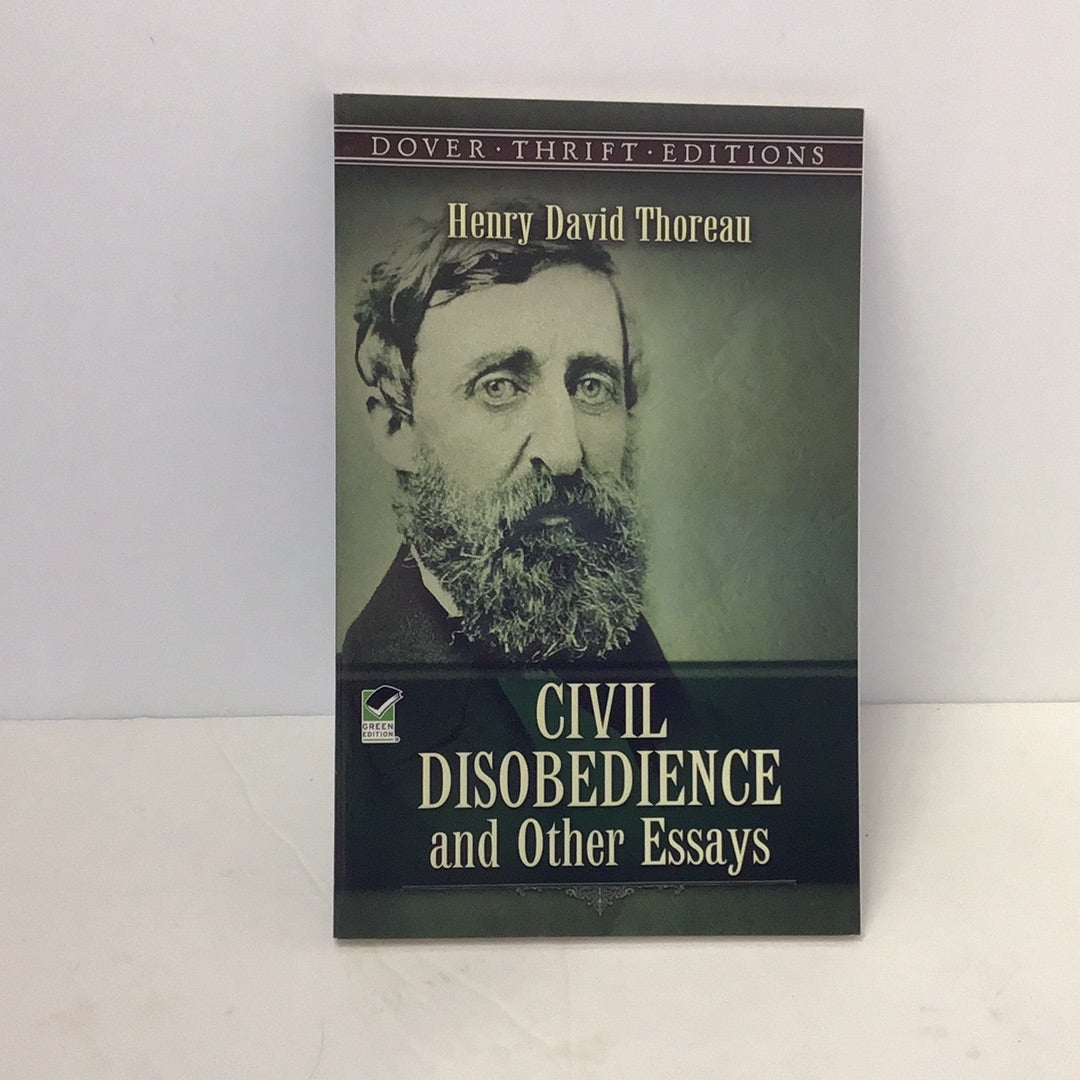 DOVER · THRIFT · EDITIONS
Henry David Thoreau
GREEN
EDITION
CIVIL
DISOBEDIENCE
and Other Essays